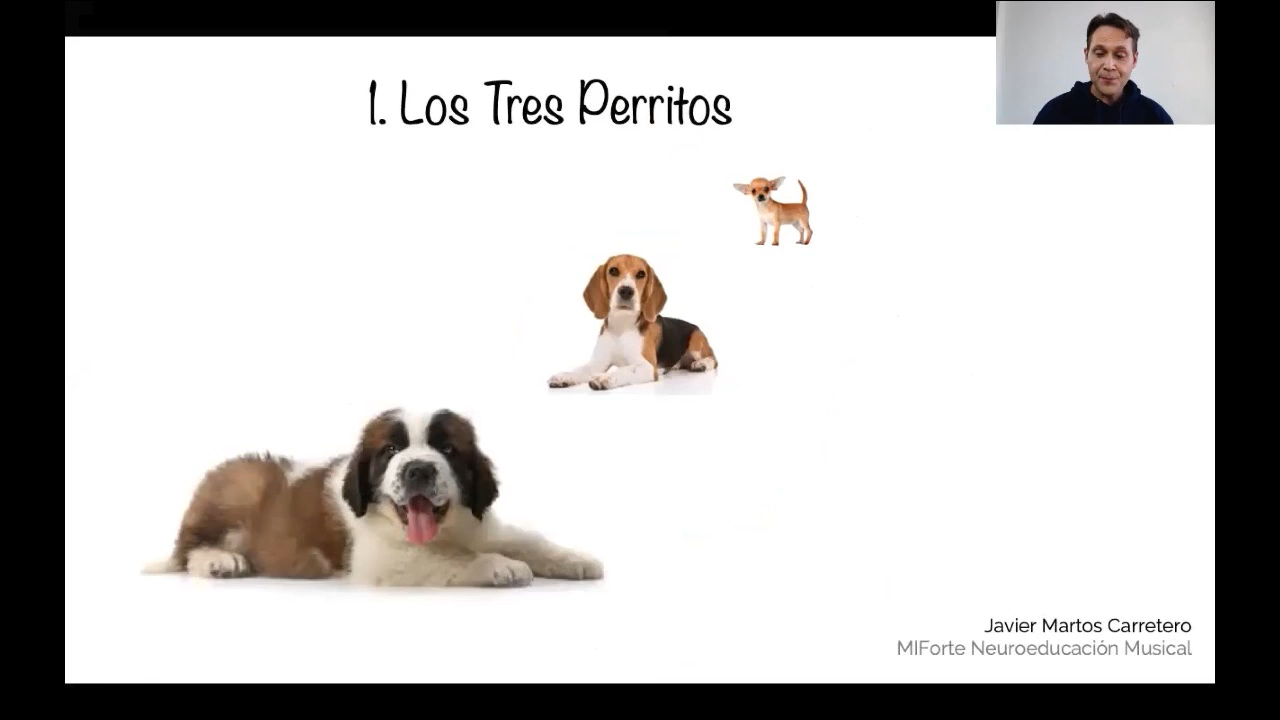 1. Los Tres Perritos
Javier Martos Carretero
MIForte Neuroeducación Musical